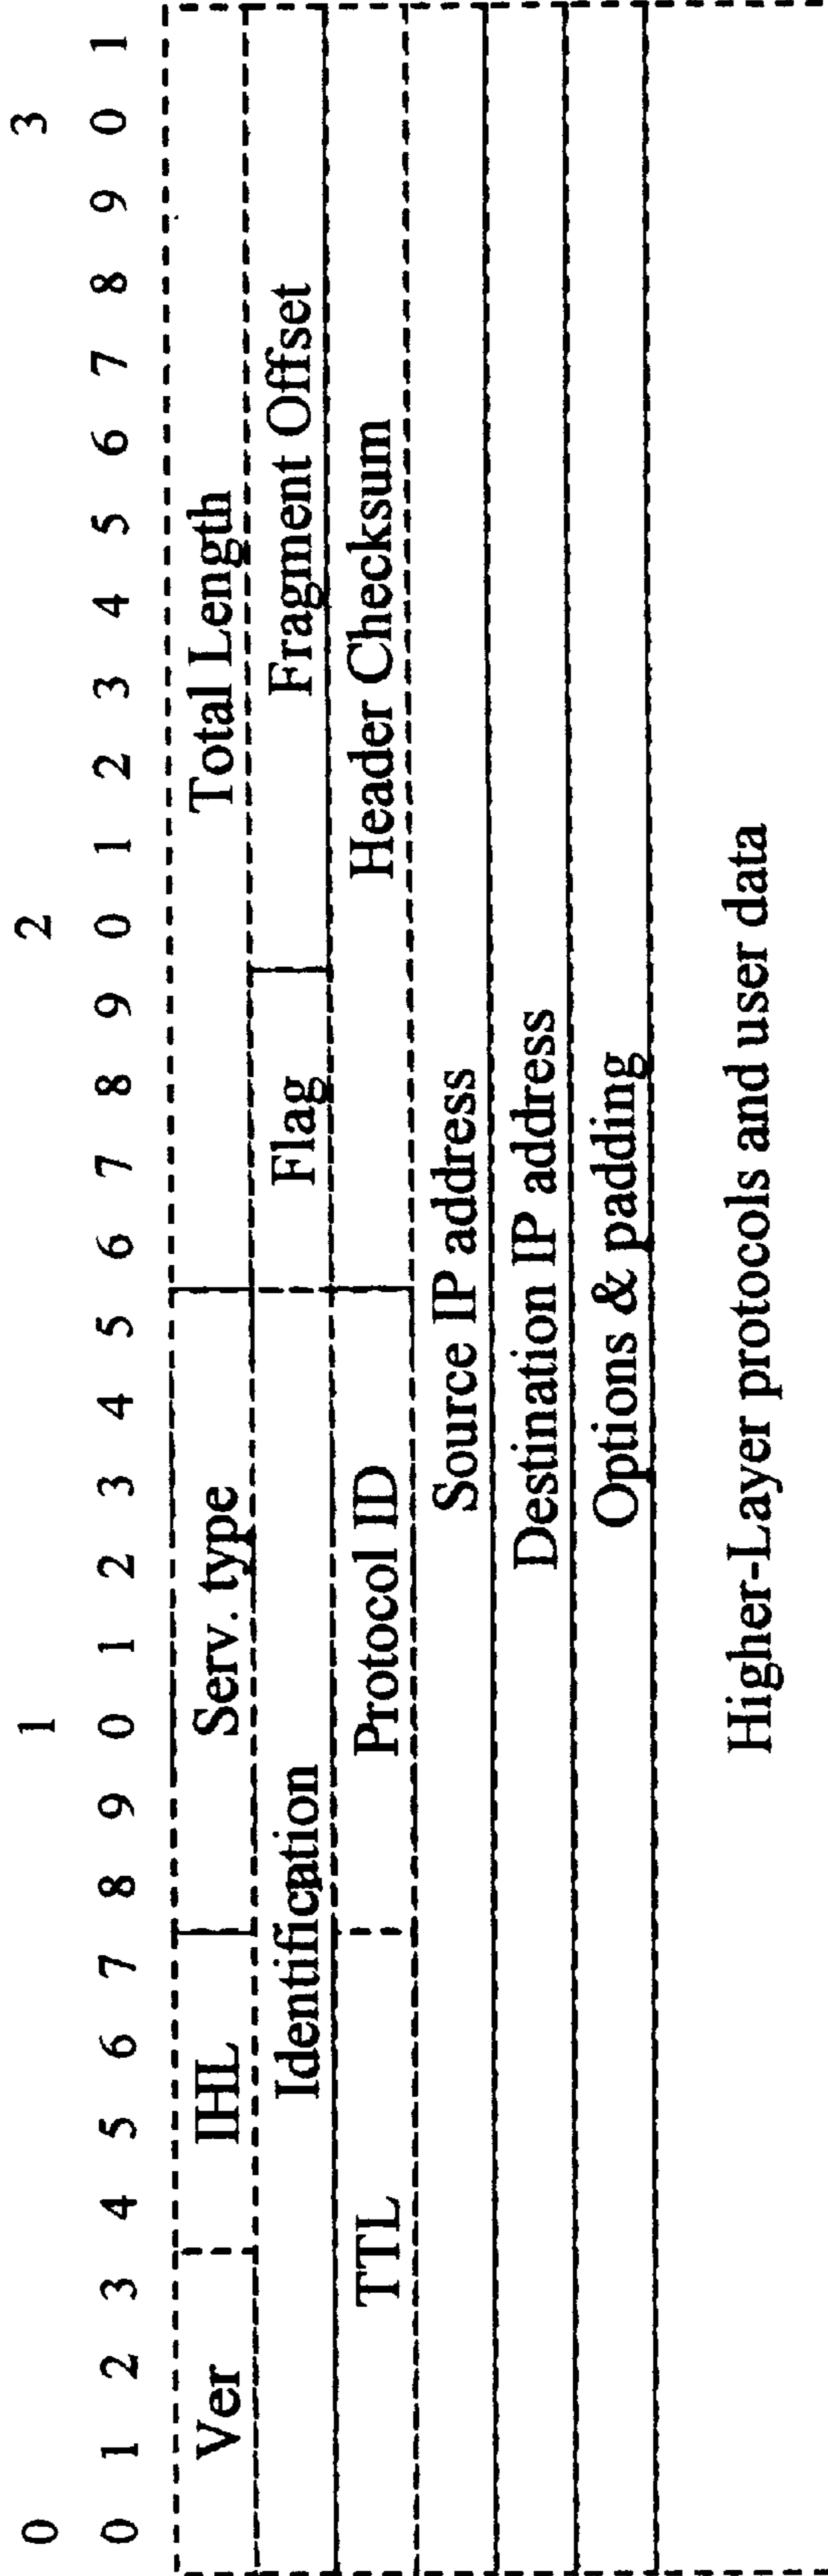 0 1 2 3
0 1 2 3 4 5 6 7 8 9 0 1 2 3 4 5 6 7 8 9 0 1 2 3 4 5 6 7 8 9 0 1
Ver IHL Serv. type Total Length
Identification Flag Fragment Offset
TTL Protocol ID Header Checksum
Source IP address
Destination IP address
Options & padding
Higher-Layer protocols and user data